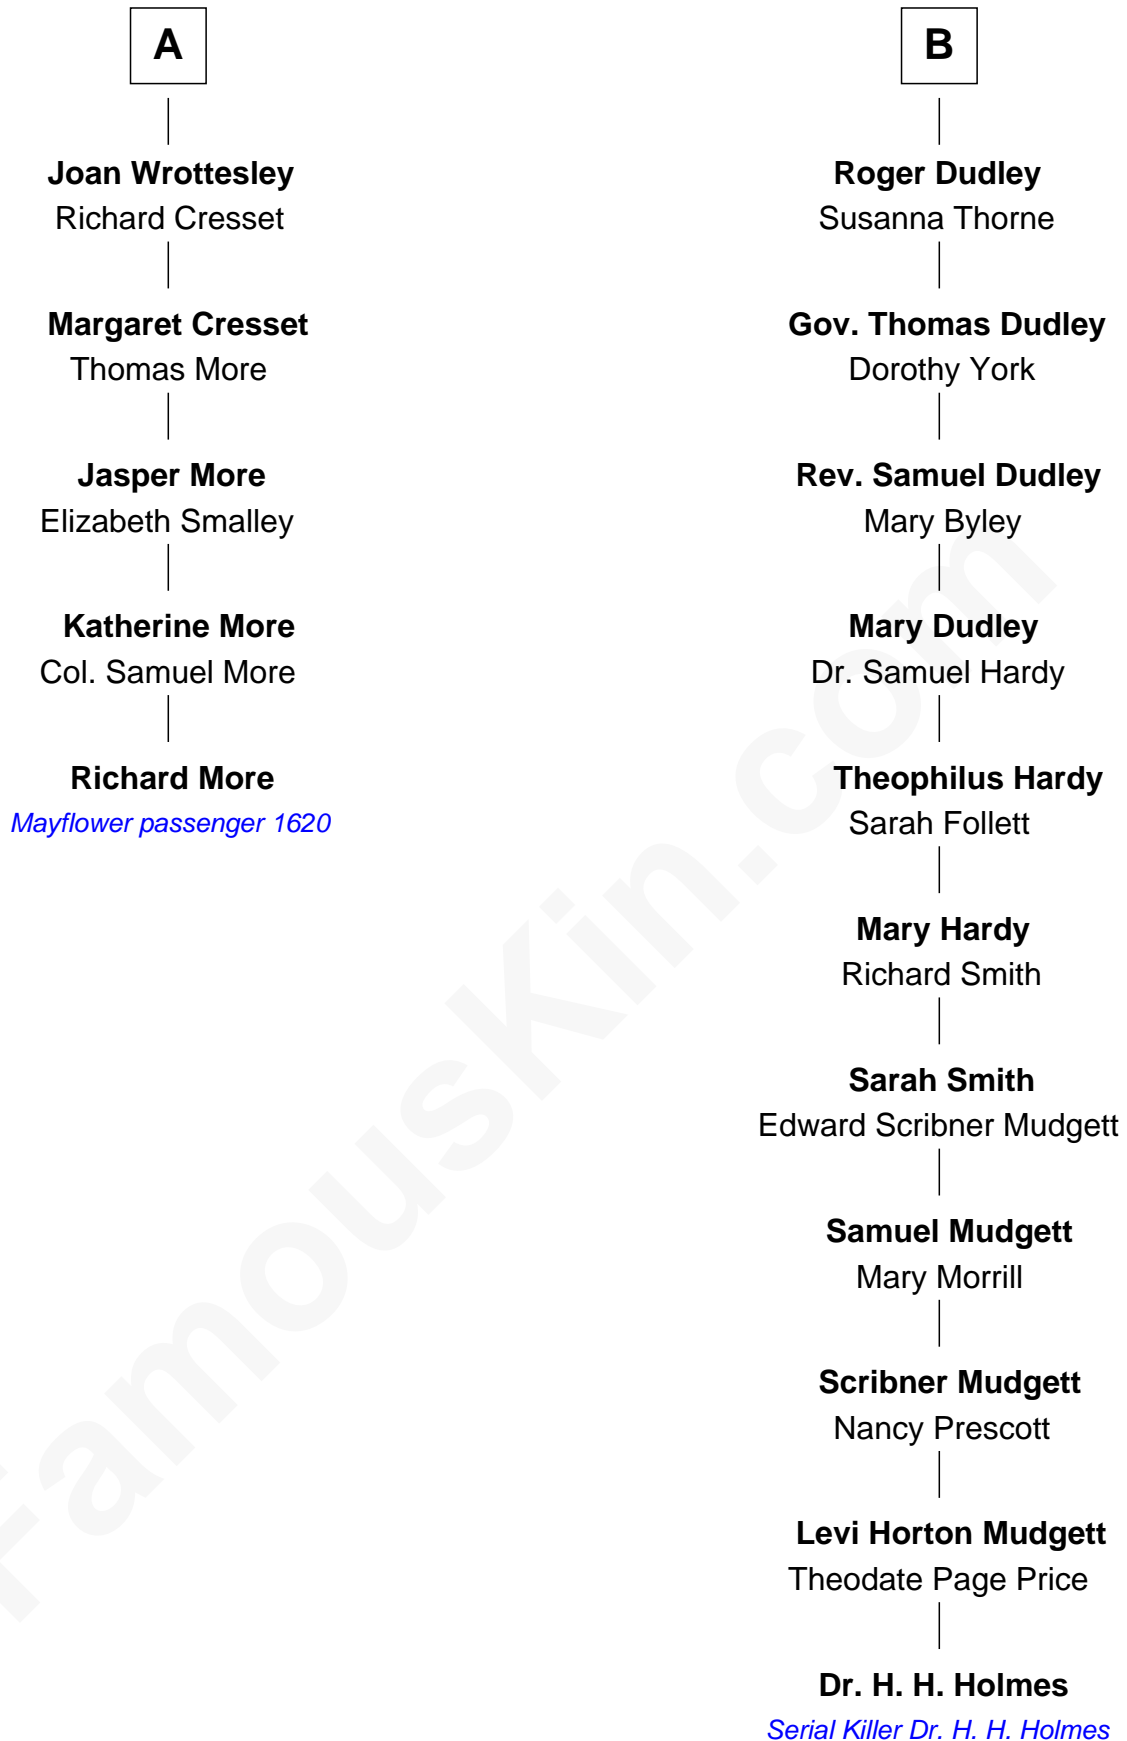 A
Joan Wrottesley
Richard Cresset
Margaret Cresset
Thomas More
Jasper More
Elizabeth Smalley
Katherine More
Col. Samuel More
Richard More
Mayflower passenger 1620
B
Roger Dudley
Susanna Thorne
Gov. Thomas Dudley
Dorothy York
Rev. Samuel Dudley
Mary Byley
Mary Dudley
Dr. Samuel Hardy
Theophilus Hardy
Sarah Follett
Mary Hardy
Richard Smith
Sarah Smith
Edward Scribner Mudgett
Samuel Mudgett
Mary Morrill
Scribner Mudgett
Nancy Prescott
Levi Horton Mudgett
Theodate Page Price
Dr. H. H. Holmes
Serial Killer Dr. H. H. Holmes
FamousKin.com